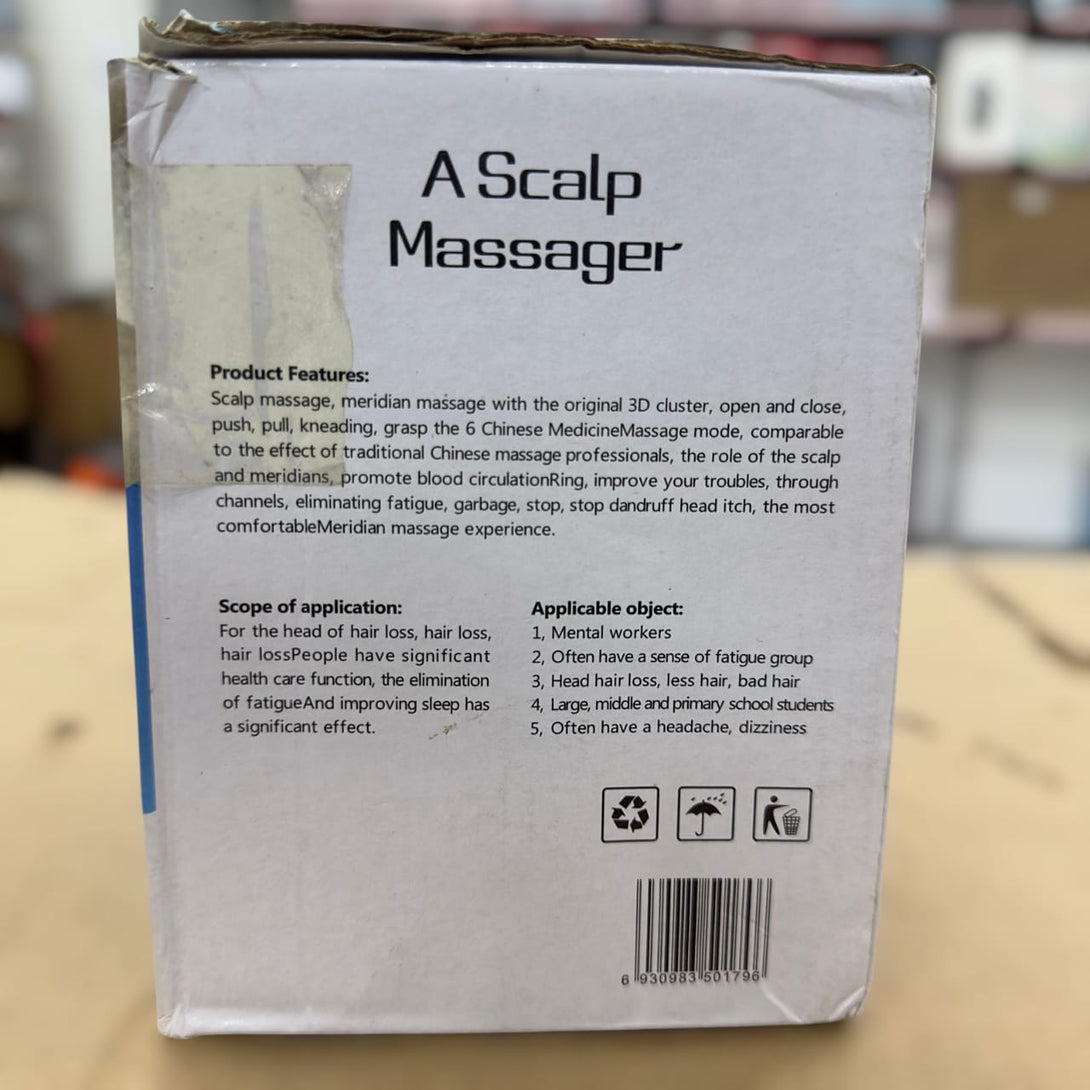 A Scalp
Massager
Product Features:
Scalp massage, meridian massage with the original 3D cluster, open and close,
push, pull, kneading, grasp the 6 Chinese MedicineMassage mode, comparable
to the effect of traditional Chinese massage professionals, the role of the scalp
and meridians, promote blood circulationRing, improve your troubles, through
channels, eliminating fatigue, garbage, stop, stop dandruff head itch, the most
comfortableMeridian massage experience.
Scope of application:
For the head of hair loss, hair loss,
hair lossPeople have significant
health care function, the elimination
of fatigueAnd improving sleep has
a significant effect.
Applicable object:
1, Mental workers
2, Often have a sense of fatigue group
3, Head hair loss, less hair, bad hair
4, Large, middle and primary school students
5, Often have a headache, dizziness
6 930983 501796